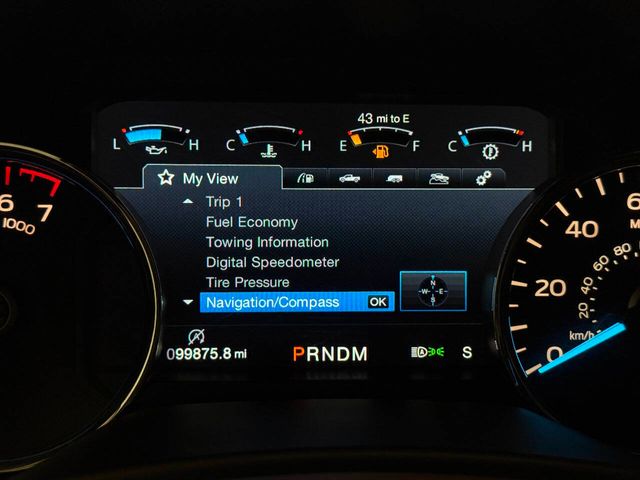 43 mi to E
L H C H E F C H
My View
Trip 1
Fuel Economy
Towing Information
Digital Speedometer
Tire Pressure
Navigation/Compass OK
N
W E
S
099875.8 mi
PRNDM
A
S
6
7
1000
40
20
0
80
60
40
20
km/h